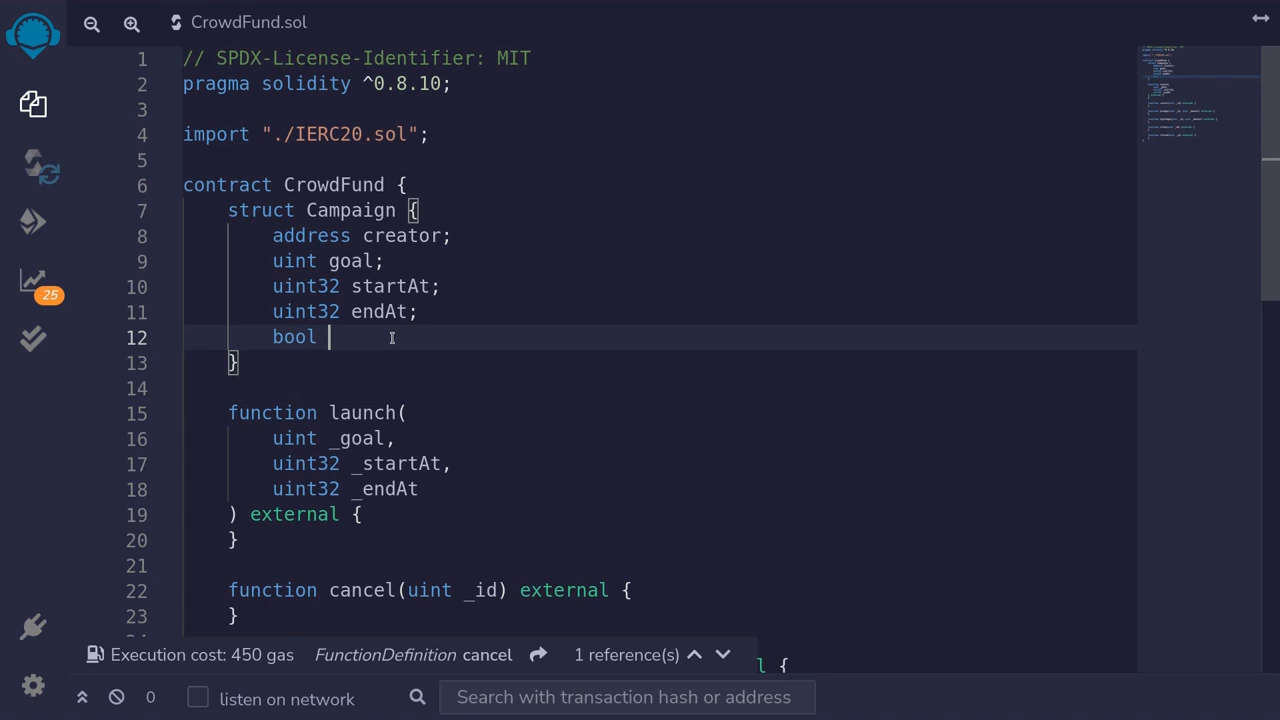 CrowdFund.sol
1 // SPDX-License-Identifier: MIT
2 pragma solidity ^0.8.10;
3
4 import "./IERC20.sol";
5
6 contract CrowdFund {
7 struct Campaign {
8 address creator;
9 uint goal;
10 uint32 startAt;
11 uint32 endAt;
12 bool
13 }
14
15 function launch(
16 uint _goal,
17 uint32 _startAt,
18 uint32 _endAt
19 ) external {
20 }
21
22 function cancel(uint _id) external {
23 }
25
Execution cost: 450 gas FunctionDefinition cancel 1 reference(s)
0 listen on network Search with transaction hash or address